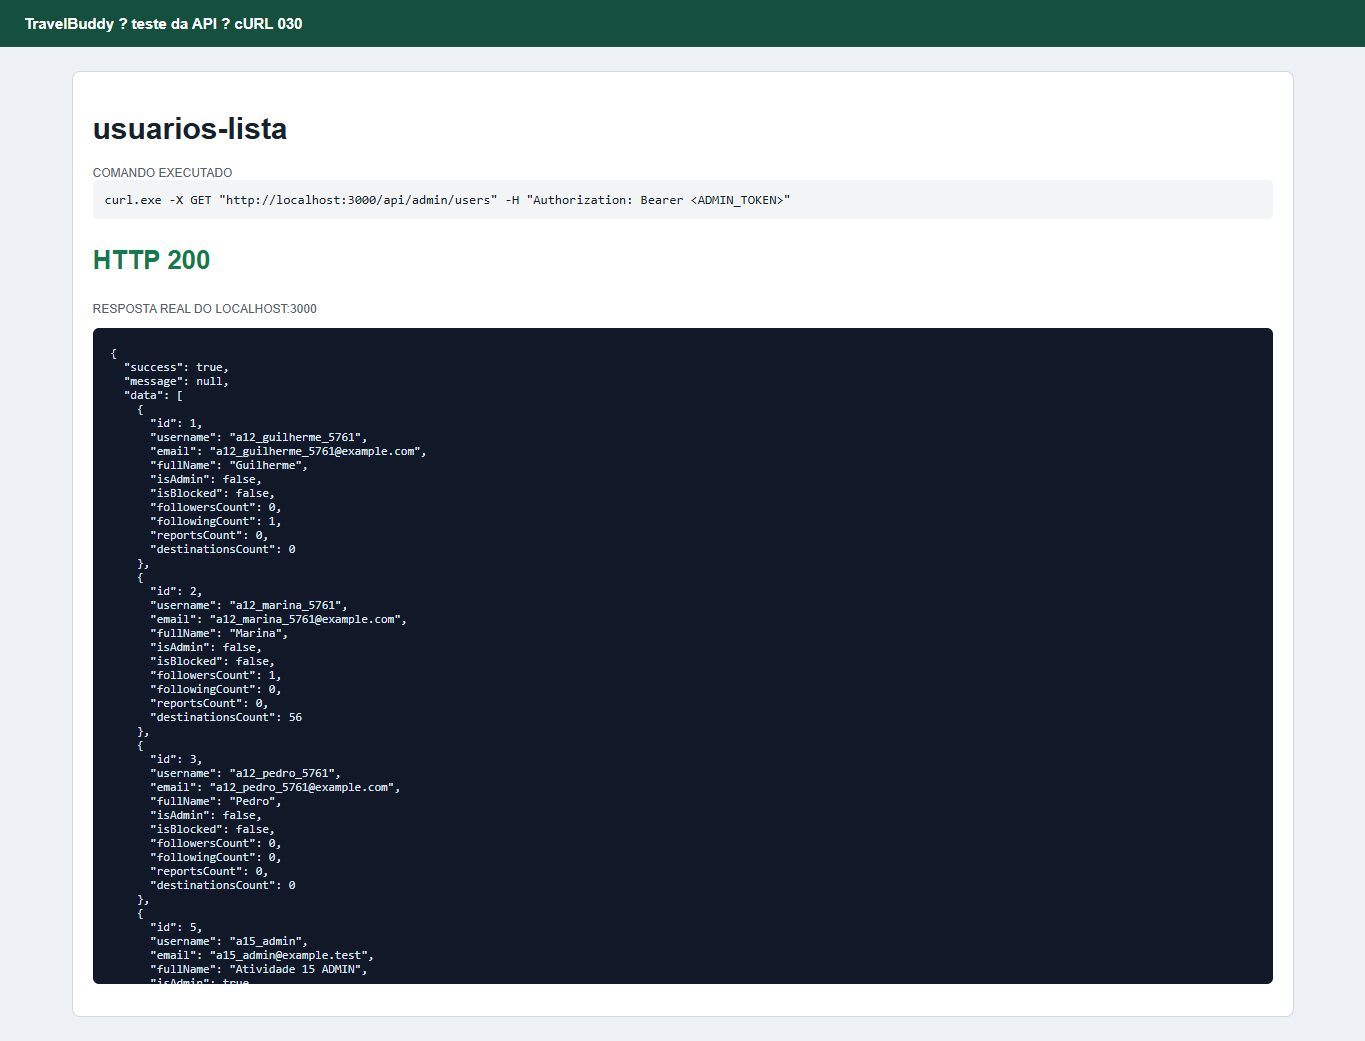 TravelBuddy ? teste da API ? cURL 030
usuarios-lista
COMANDO EXECUTADO
curl.exe -X GET "http://localhost:3000/api/admin/users" -H "Authorization: Bearer <ADMIN_TOKEN>"
HTTP 200
RESPOSTA REAL DO LOCALHOST:3000
{
"success": true,
"message": null,
"data": [
{
"id": 1,
"username": "a12_guilherme_5761",
"email": "a12_guilherme_5761@example.com",
"fullName": "Guilherme",
"isAdmin": false,
"isBlocked": false,
"followersCount": 0,
"followingCount": 1,
"reportsCount": 0,
"destinationsCount": 0
},
{
"id": 2,
"username": "a12_marina_5761",
"email": "a12_marina_5761@example.com",
"fullName": "Marina",
"isAdmin": false,
"isBlocked": false,
"followersCount": 1,
"followingCount": 0,
"reportsCount": 0,
"destinationsCount": 56
},
{
"id": 3,
"username": "a12_pedro_5761",
"email": "a12_pedro_5761@example.com",
"fullName": "Pedro",
"isAdmin": false,
"isBlocked": false,
"followersCount": 0,
"followingCount": 0,
"reportsCount": 0,
"destinationsCount": 0
},
{
"id": 5,
"username": "a15_admin",
"email": "a15_admin@example.test",
"fullName": "Atividade 15 ADMIN",
"isAdmin": true